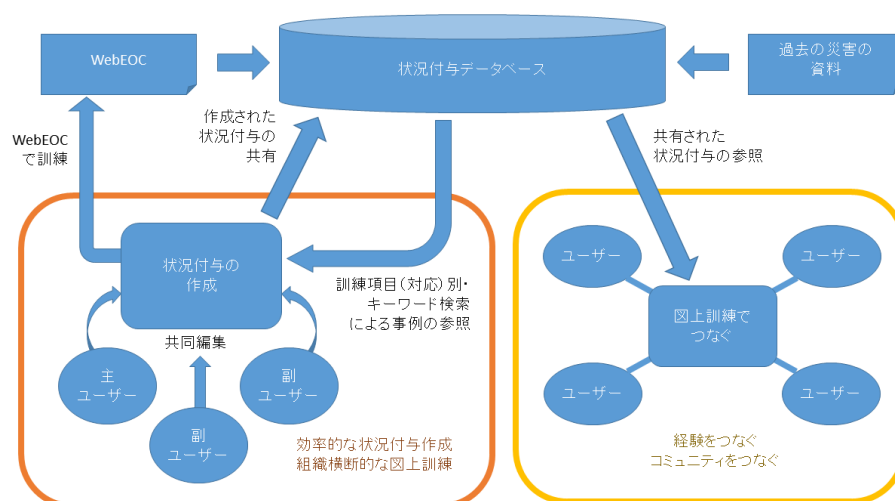 WebEOC
状況付与データベース
過去の災害の
資料
WebEOC
で訓練
作成された
状況付与の
共有
共有された
状況付与の参照
状況付与の
作成
訓練項目（対応）別・
キーワード検索
による事例の参照
共同編集
主
ユーザー
副
ユーザー
副
ユーザー
効率的な状況付与作成
組織横断的な図上訓練
ユーザー
ユーザー
図上訓練で
つなぐ
ユーザー
ユーザー
経験をつなぐ
コミュニティをつなぐ